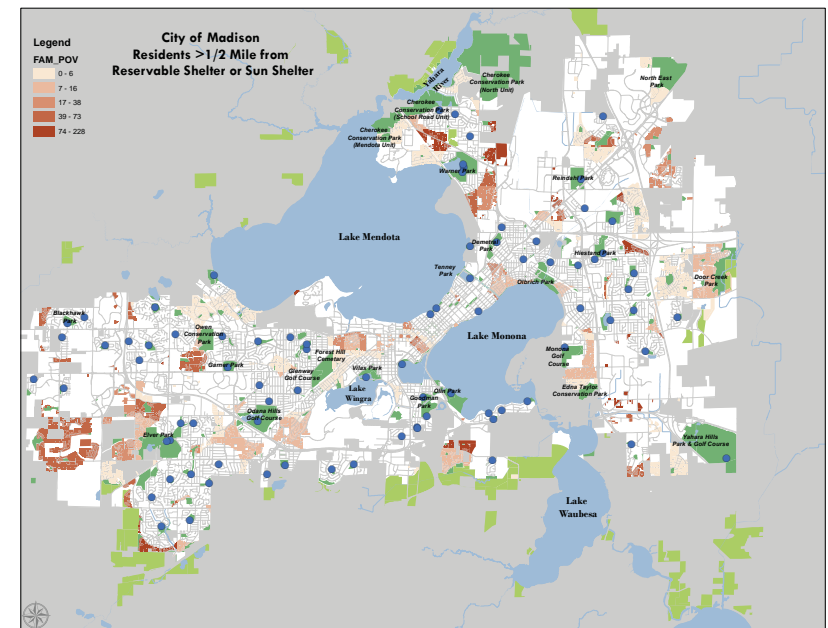 City of Madison
Residents >1/2 Mile from
Reservable Shelter or Sun Shelter
Legend
FAM_POV
0 - 6
7 - 16
17 - 38
39 - 73
74 - 228
Yahara
River
Cherokee
Conservation Park
(North Unit)
North East
Park
Cherokee
Conservation Park
(School Road Unit)
Cherokee
Conservation Park
(Mendota Unit)
Warner Park
Reindahl Park
Lake Mendota
Demetral
Park
Hiestand Park
Tenney
Park
Olbrich Park
Door Creek
Park
Blackhawk
Park
Owen
Conservation
Park
Lake Monona
Forest Hill
Cemetary
Monona
Golf
Course
Garner Park
Glenway
Golf Course
Vilas Park
Lake
Wingra
Olin Park
Goodman
Park
Edna Taylor
Conservation Park
Odana Hills
Golf Course
Elver Park
Yahara Hills
Park & Golf Course
Lake
Waubesa